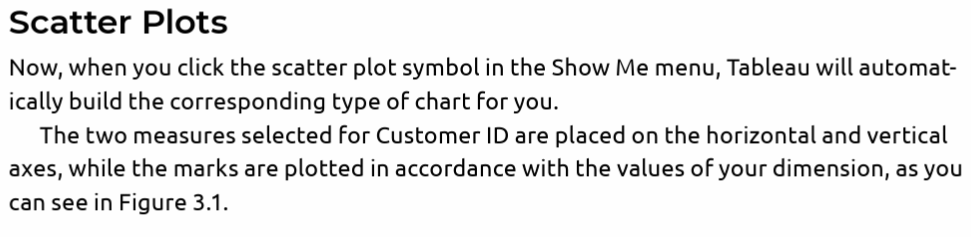 Scatter Plots
Now, when you click the scatter plot symbol in the Show Me menu, Tableau will automat-
ically build the corresponding type of chart for you.
The two measures selected for Customer ID are placed on the horizontal and vertical
axes, while the marks are plotted in accordance with the values of your dimension, as you
can see in Figure 3.1.